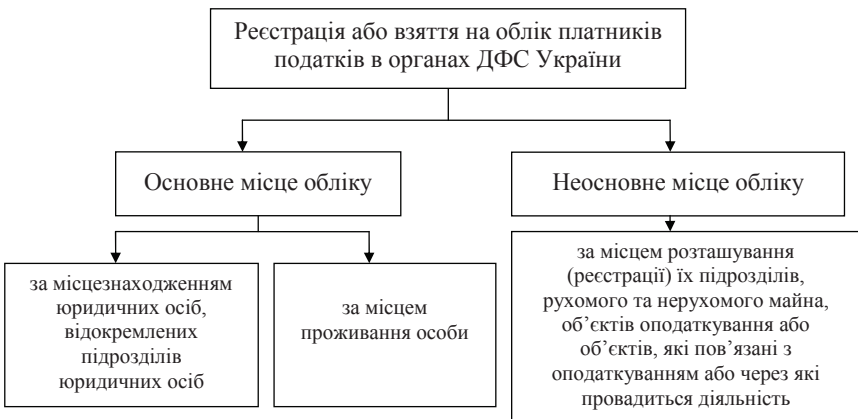 Реєстрація або взяття на облік платників
податків в органах ДФС України
Основне місце обліку
Неосновне місце обліку
за місцезнаходженням
юридичних осіб,
відокремлених
підрозділів
юридичних осіб
за місцем
проживання особи
за місцем розташування
(реєстрації) їх підрозділів,
рухомого та нерухомого майна,
об’єктів оподаткування або
об’єктів, які пов’язані з
оподаткуванням або через які
провадиться діяльність